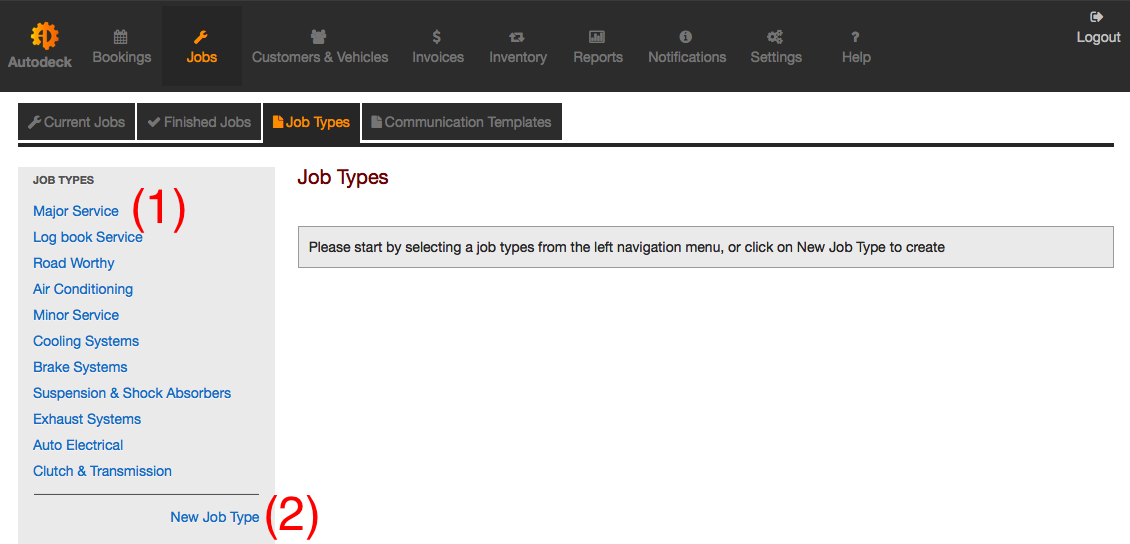 Autodeck
Bookings
Jobs
Customers & Vehicles
Invoices
Inventory
Reports
Notifications
Settings
Help
Logout
Current Jobs
Finished Jobs
Job Types
Communication Templates
JOB TYPES
Major Service (1)
Log book Service
Road Worthy
Air Conditioning
Minor Service
Cooling Systems
Brake Systems
Suspension & Shock Absorbers
Exhaust Systems
Auto Electrical
Clutch & Transmission
New Job Type (2)
Job Types
Please start by selecting a job types from the left navigation menu, or click on New Job Type to create